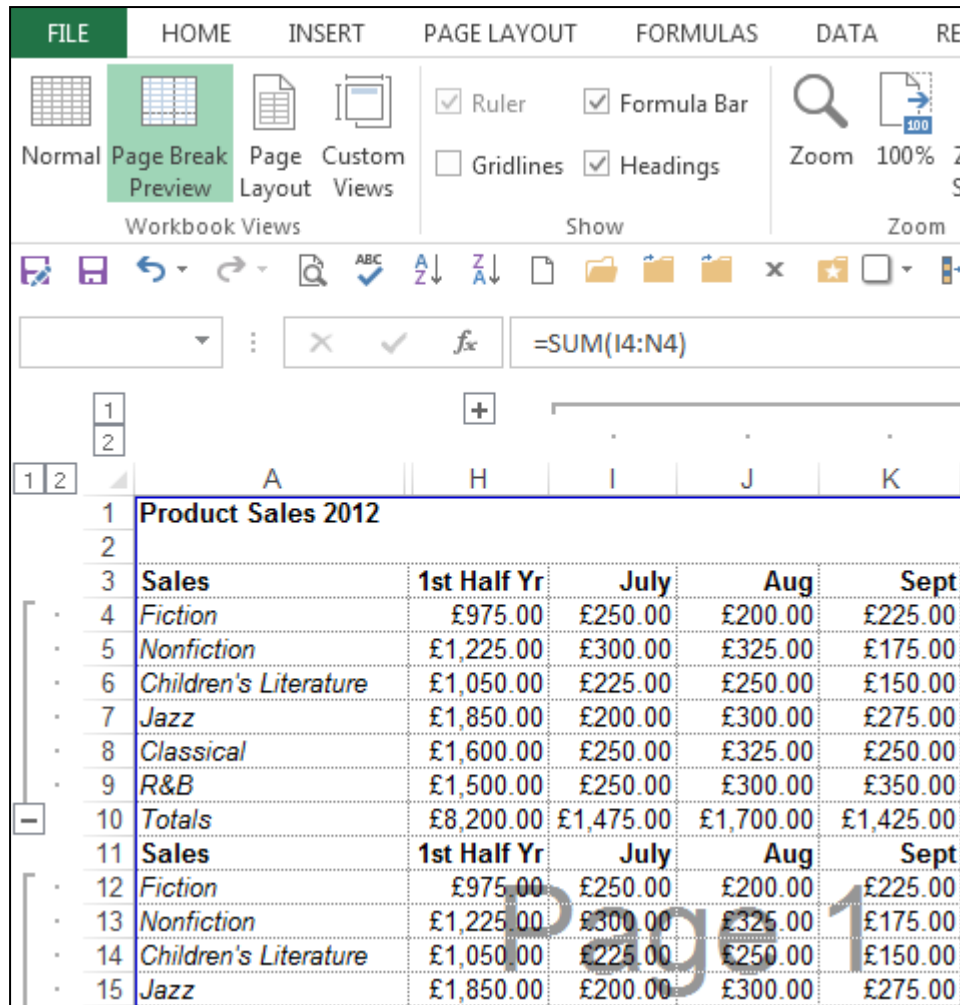 FILE HOME INSERT PAGE LAYOUT FORMULAS DATA RE
Ruler Formula Bar
Normal Page Break Page Custom Zoom 100% Z
Gridlines Headings
Preview Layout Views S
Workbook Views Show Zoom
ABC A Z Z A
fx =SUM(I4:N4)
1
2
1 2 A H I J K
1 Product Sales 2012
2
3 Sales 1st Half Yr July Aug Sept
4 Fiction £975.00 £250.00 £200.00 £225.00
5 Nonfiction £1,225.00 £300.00 £325.00 £175.00
6 Children's Literature £1,050.00 £225.00 £250.00 £150.00
7 Jazz £1,850.00 £200.00 £300.00 £275.00
8 Classical £1,600.00 £250.00 £325.00 £250.00
9 R&B £1,500.00 £250.00 £300.00 £350.00
10 Totals £8,200.00 £1,475.00 £1,700.00 £1,425.00
11 Sales 1st Half Yr July Aug Sept
12 Fiction £975.00 £250.00 £200.00 £225.00
Page 1
13 Nonfiction £1,225.00 £300.00 £325.00 £175.00
14 Children's Literature £1,050.00 £225.00 £250.00 £150.00
15 Jazz £1,850.00 £200.00 £300.00 £275.00